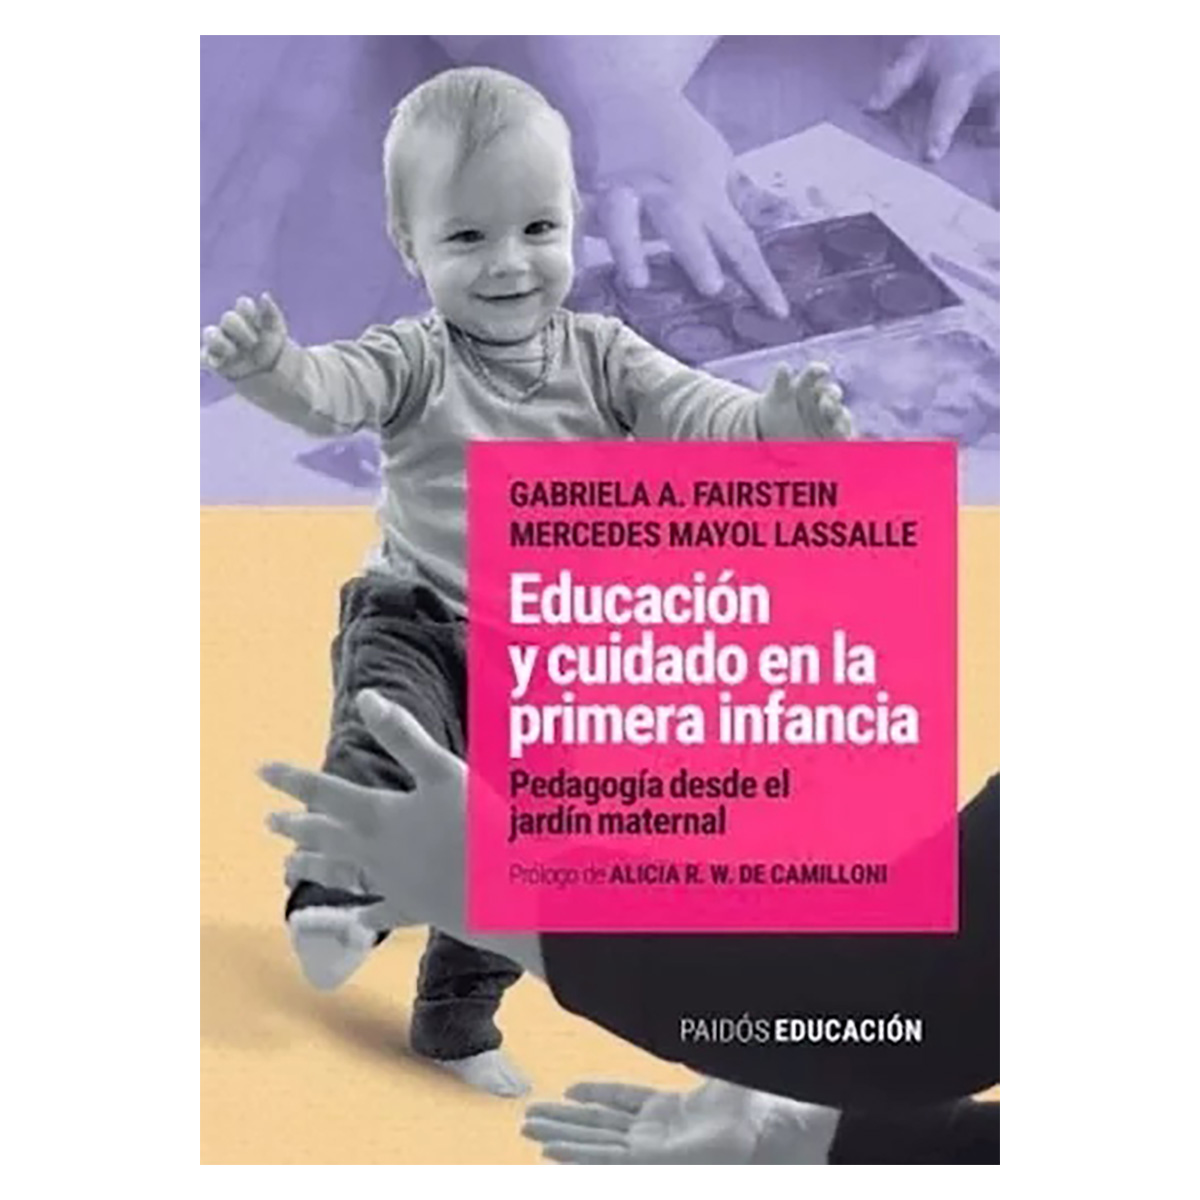 GABRIELA A. FAIRSTEIN
MERCEDES MAYOL LASSALLE
Educación
y cuidado en la
primera infancia
Pedagogía desde el
jardín maternal
Prólogo de ALICIA R. W. DE CAMILLONI
PAIDÓS EDUCACIÓN